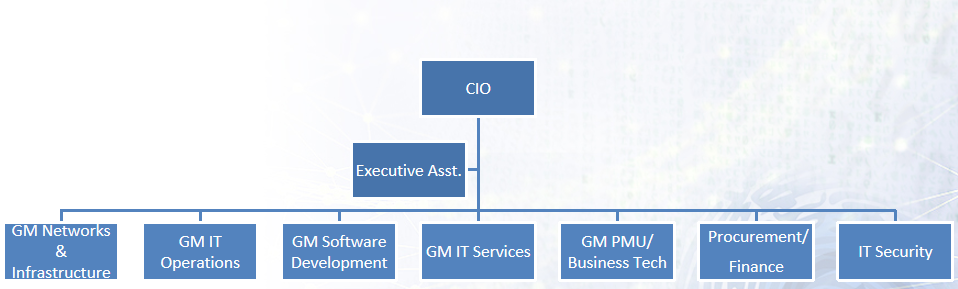 CIO
Executive Asst.
GM Networks
&
Infrastructure
GM IT
Operations
GM Software
Development
GM IT Services
GM PMU/
Business Tech
Procurement/
Finance
IT Security